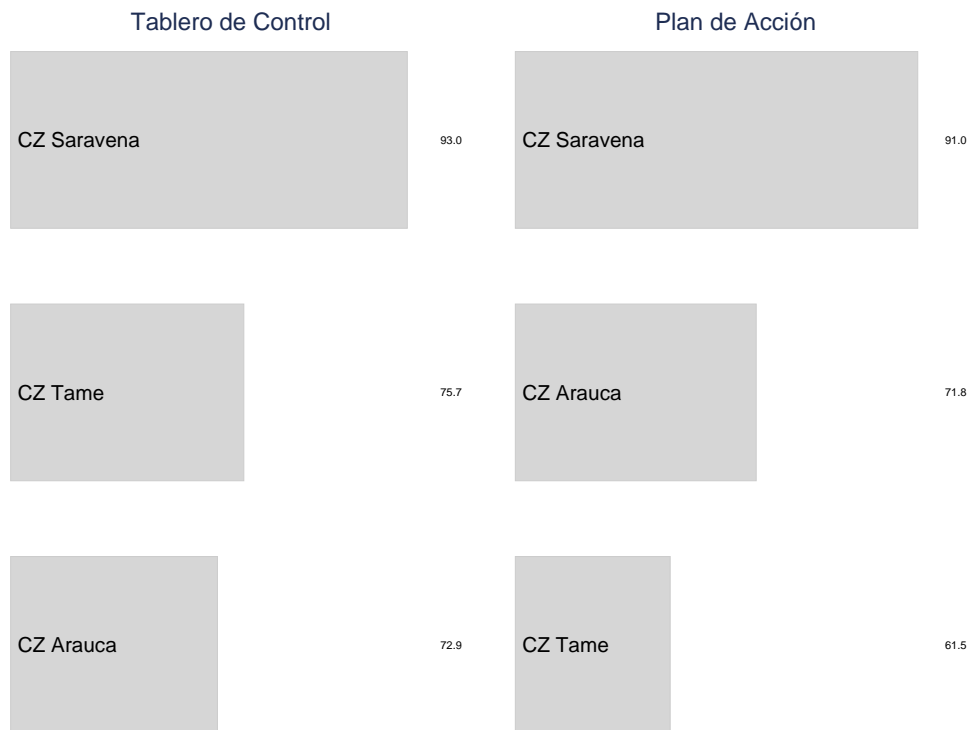 Tablero de Control
CZ Saravena 93.0
CZ Tame 75.7
CZ Arauca 72.9
Plan de Acción
CZ Saravena 91.0
CZ Arauca 71.8
CZ Tame 61.5